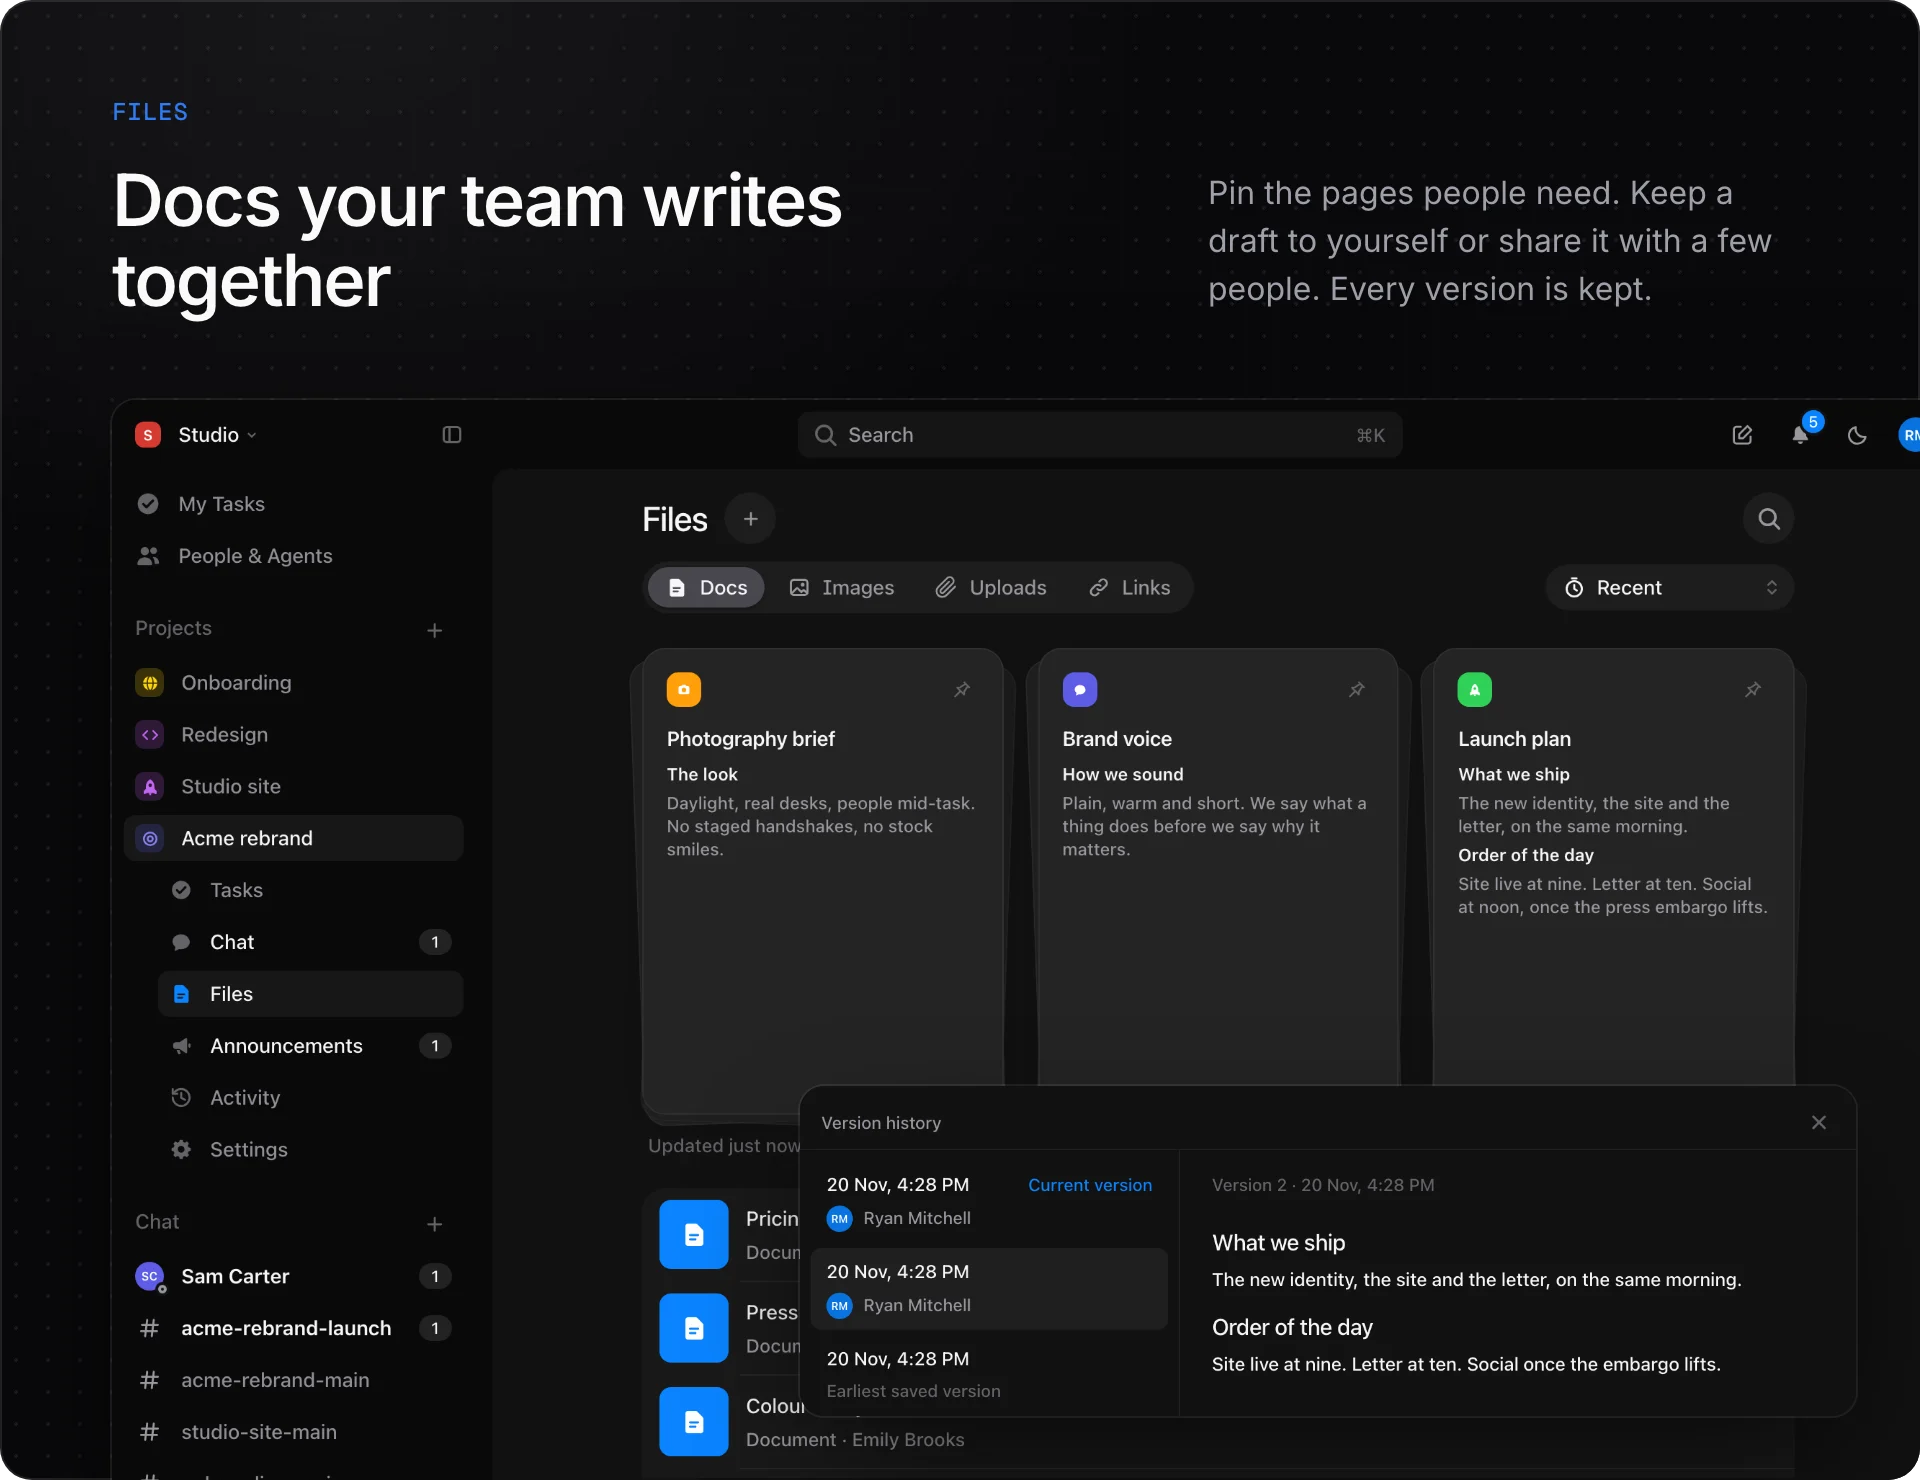 FILES
Docs your team writes
together
Pin the pages people need. Keep a
draft to yourself or share it with a few
people. Every version is kept.
S
Studio
Search
⌘K
5
RM
My Tasks
People & Agents
Projects
Onboarding
Redesign
Studio site
Acme rebrand
Tasks
Chat
1
Files
Announcements
1
Activity
Settings
Chat
SC
Sam Carter
1
acme-rebrand-launch
1
acme-rebrand-main
studio-site-main
Files
Docs
Images
Uploads
Links
Recent
Photography brief
The look
Daylight, real desks, people mid-task.
No staged handshakes, no stock
smiles.
Brand voice
How we sound
Plain, warm and short. We say what a
thing does before we say why it
matters.
Launch plan
What we ship
The new identity, the site and the
letter, on the same morning.
Order of the day
Site live at nine. Letter at ten. Social
at noon, once the press embargo lifts.
Updated just now
Press
Document · Emily Brooks
Version history
20 Nov, 4:28 PM
Current version
RM
Ryan Mitchell
20 Nov, 4:28 PM
RM
Ryan Mitchell
20 Nov, 4:28 PM
Earliest saved version
Version 2 · 20 Nov, 4:28 PM
What we ship
The new identity, the site and the letter, on the same morning.
Order of the day
Site live at nine. Letter at ten. Social once the embargo lifts.